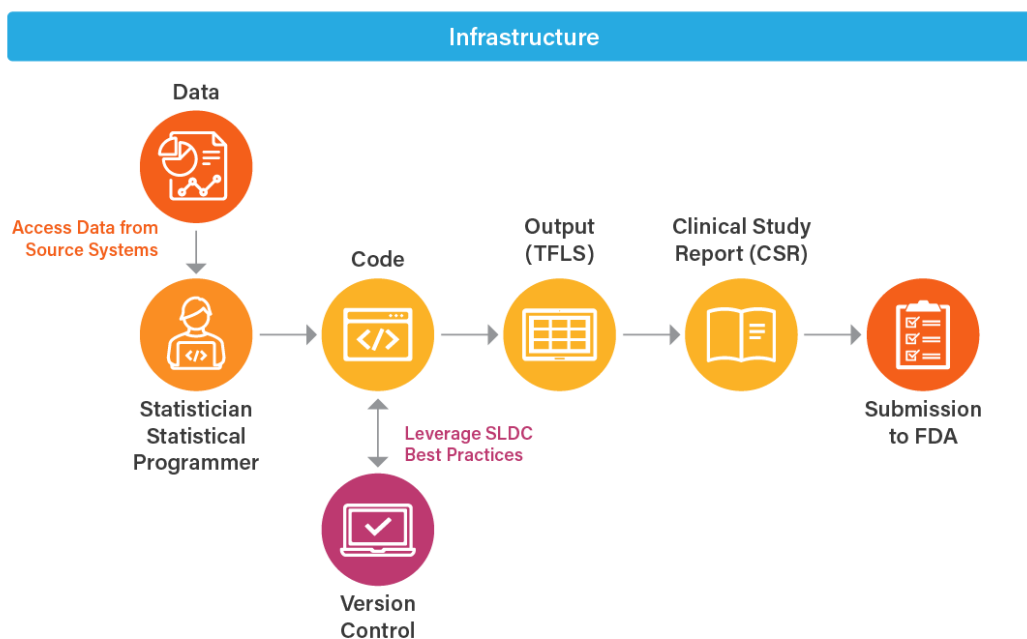 Infrastructure
Data
Access Data from
Source Systems
Statistician
Statistical
Programmer
Code
</>
</>
Leverage SLDC
Best Practices
Version
Control
Output
(TFLS)
Clinical Study
Report (CSR)
Submission
to FDA